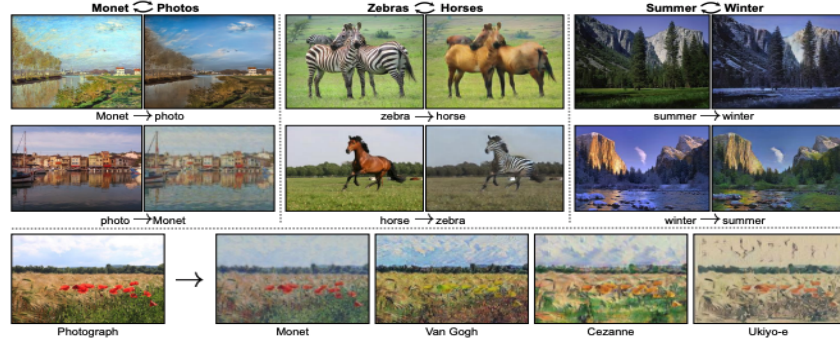 Monet ⟲ Photos
Zebras ⟲ Horses
Summer ⟲ Winter
Monet → photo
zebra → horse
summer → winter
photo → Monet
horse → zebra
winter → summer
Photograph
Monet
Van Gogh
Cezanne
Ukiyo-e